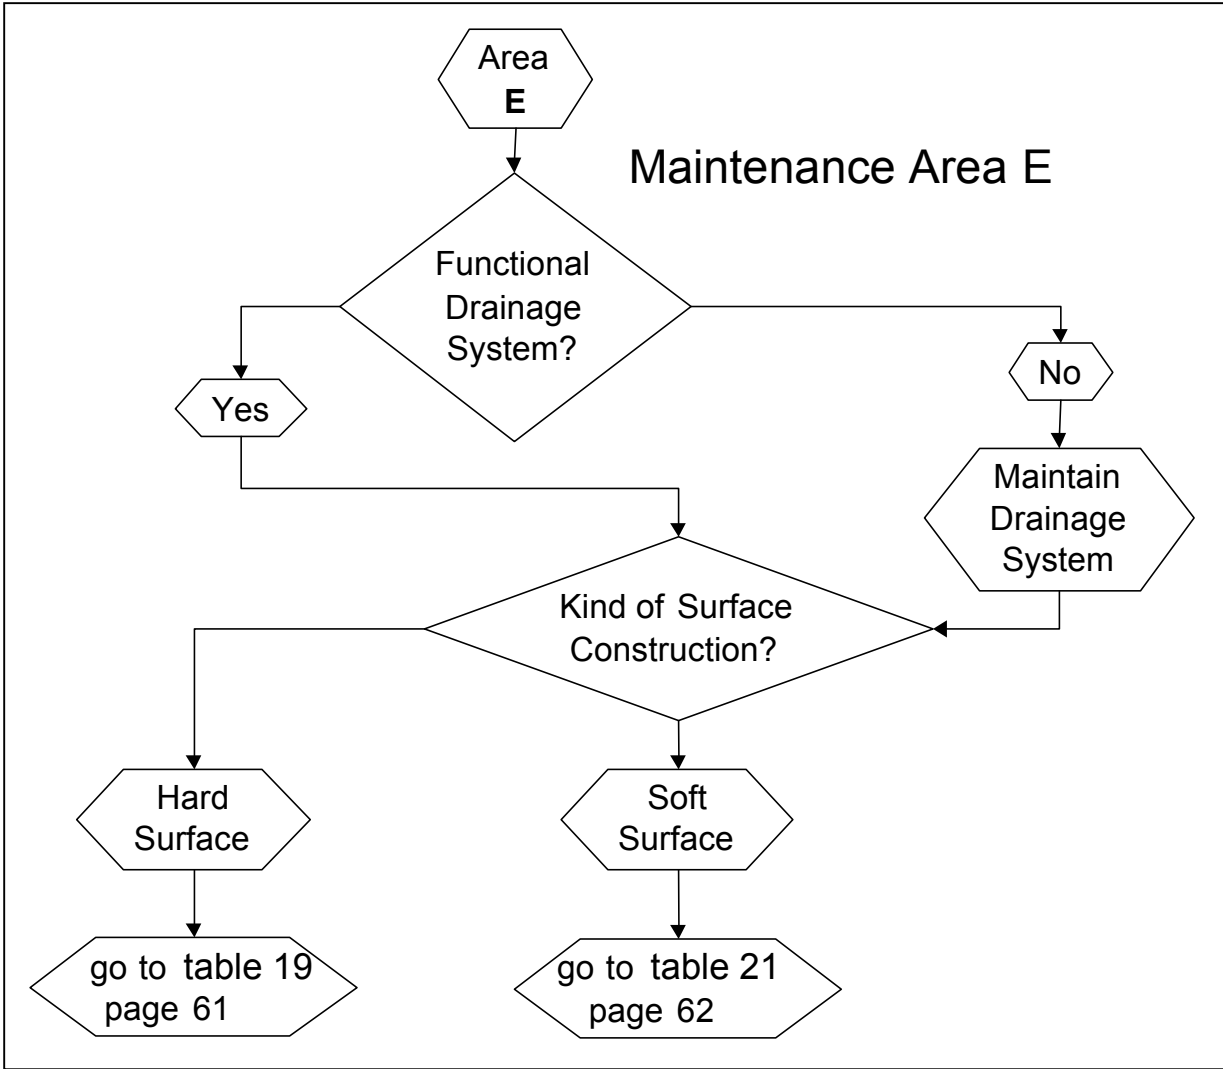 Area
E
Maintenance Area E
Functional
Drainage
System?
Yes
No
Maintain
Drainage
System
Kind of Surface
Construction?
Hard
Surface
Soft
Surface
go to table 19
page 61
go to table 21
page 62